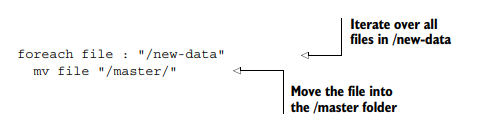 Iterate over all
files in /new-data
foreach file : "/new-data"
mv file "/master/"
Move the file into
the /master folder